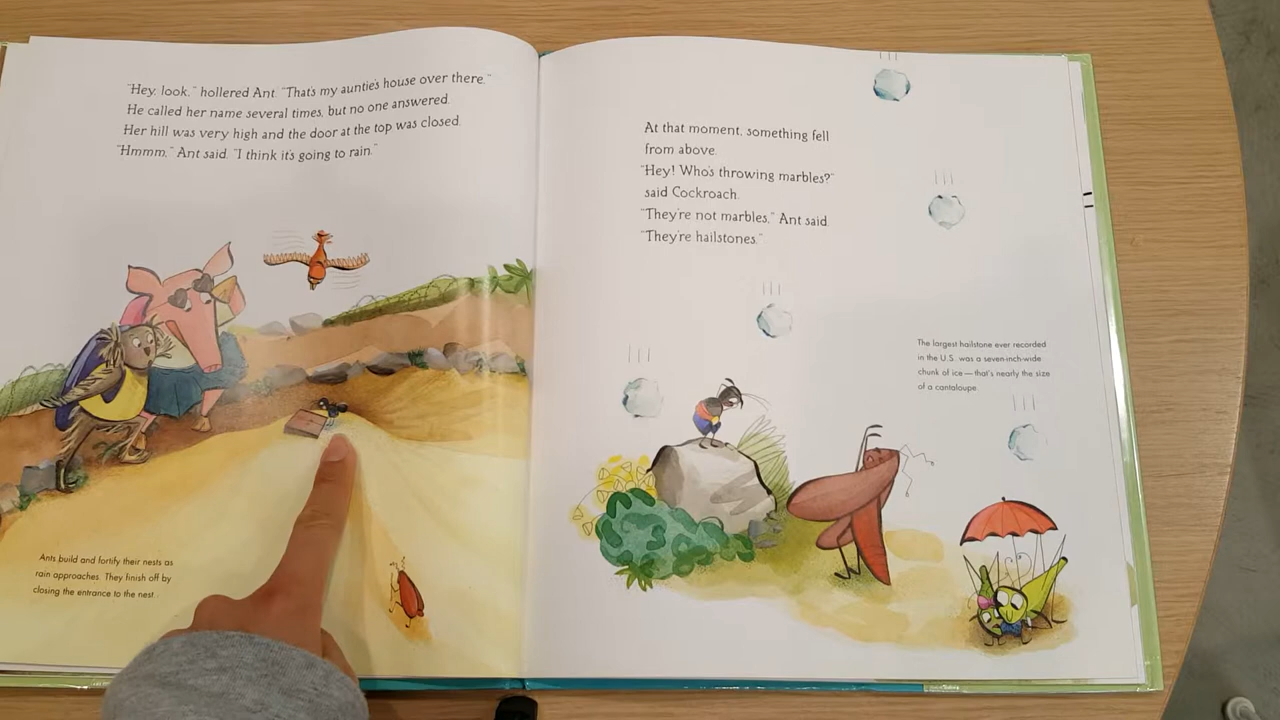 "Hey, look," hollered Ant. "That's my auntie's house over there."
He called her name several times, but no one answered.
Her hill was very high and the door at the top was closed.
"Hmmm," Ant said. "I think it's going to rain."
Ants build and fortify their nests as
rain approaches. They finish off by
closing the entrance to the nest.
At that moment, something fell
from above.
"Hey! Who's throwing marbles?"
said Cockroach.
"They're not marbles," Ant said.
"They're hailstones."
The largest hailstone ever recorded
in the U.S. was a seven-inch-wide
chunk of ice—that's nearly the size
of a cantaloupe.